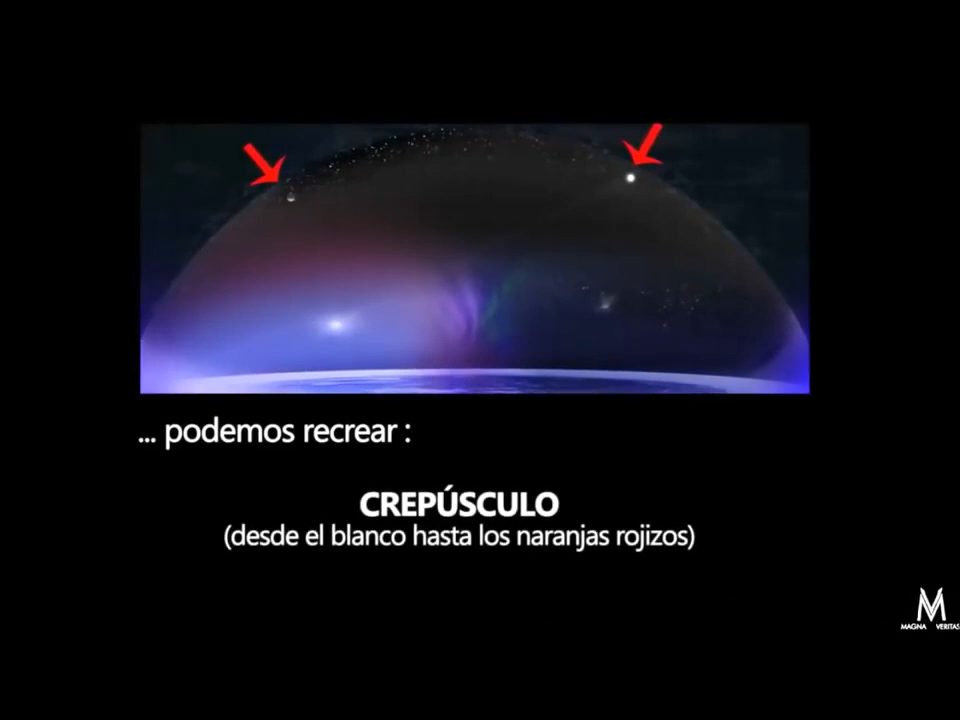 ... podemos recrear :
CREPÚSCULO
(desde el blanco hasta los naranjas rojizos)
M
MAGNA VERITAS